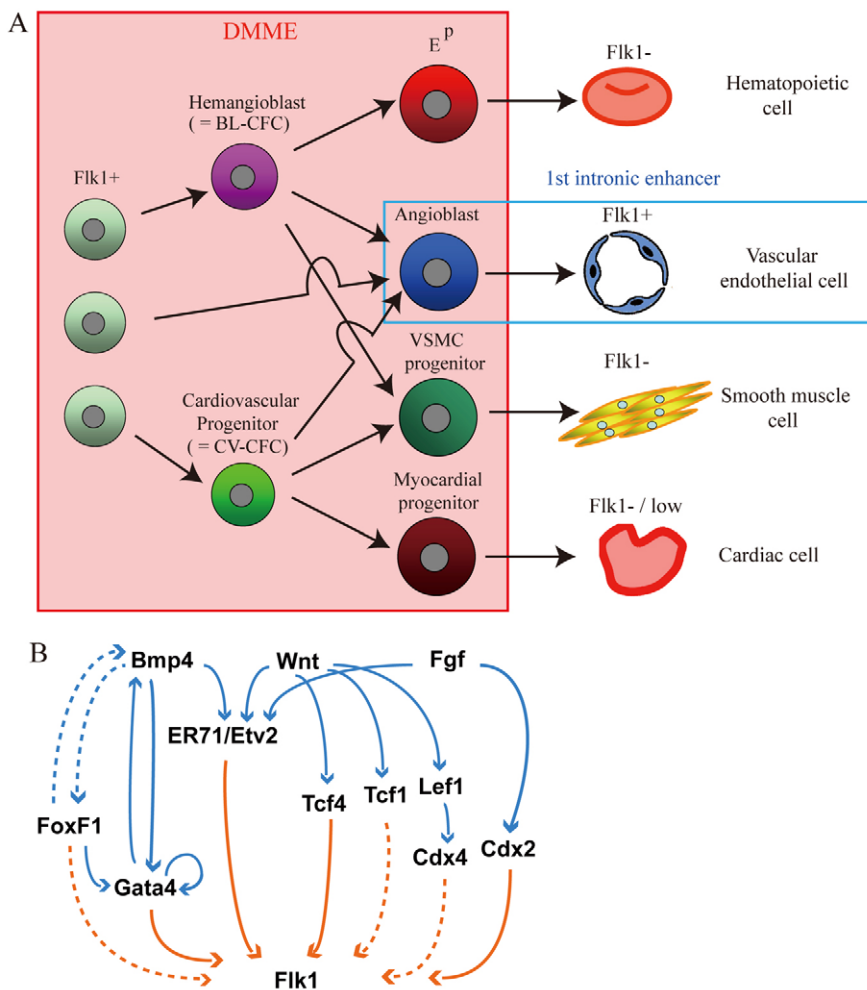 A
DMME
E p
Flk1-
Hematopoietic
cell
Hemangioblast
( = BL-CFC)
Flk1+
1st intronic enhancer
Angioblast
Flk1+
Vascular
endothelial cell
VSMC
progenitor
Flk1-
Smooth muscle
cell
Cardiovascular
Progenitor
( = CV-CFC)
Myocardial
progenitor
Flk1- / low
Cardiac cell
B
Bmp4
Wnt
Fgf
ER71/Etv2
Tcf4
Tcf1
Lef1
FoxF1
Cdx4
Cdx2
Gata4
Flk1